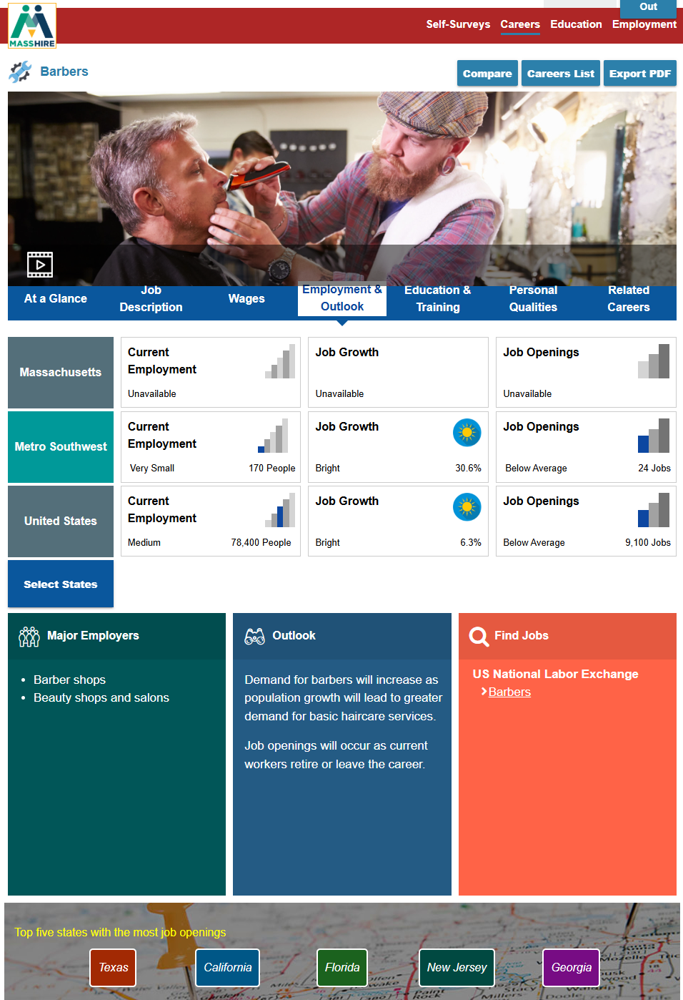 Out
MASSHIRE
Self-Surveys Careers Education Employment
Barbers
Compare Careers List Export PDF
At a Glance
Job
Description
Wages
Employment &
Outlook
Education &
Training
Personal
Qualities
Related
Careers
Massachusetts
Current
Employment
Unavailable
Job Growth
Unavailable
Job Openings
Unavailable
Metro Southwest
Current
Employment
Very Small 170 People
Job Growth
Bright 30.6%
Job Openings
Below Average 24 Jobs
United States
Current
Employment
Medium 78,400 People
Job Growth
Bright 6.3%
Job Openings
Below Average 9,100 Jobs
Select States
Major Employers
• Barber shops
• Beauty shops and salons
Outlook
Demand for barbers will increase as
population growth will lead to greater
demand for basic haircare services.
Job openings will occur as current
workers retire or leave the career.
Find Jobs
US National Labor Exchange
Barbers
Top five states with the most job openings
Texas California Florida New Jersey Georgia